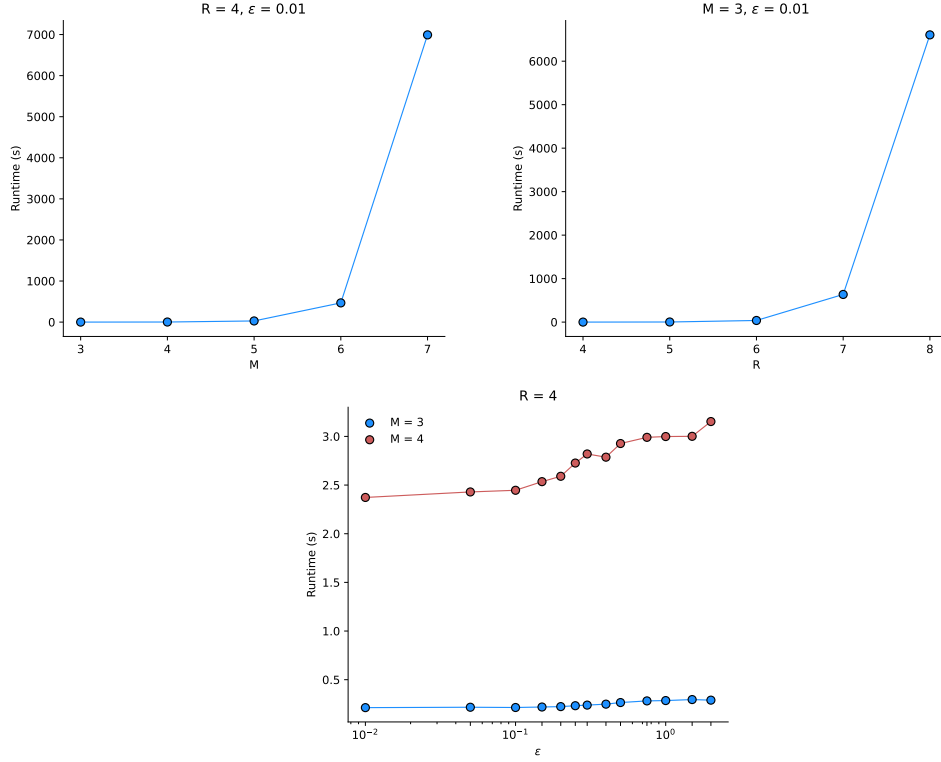 R = 4, ε = 0.01
Runtime (s)
7000
6000
5000
4000
3000
2000
1000
0
3 4 5 6 7
M
M = 3, ε = 0.01
Runtime (s)
6000
5000
4000
3000
2000
1000
0
4 5 6 7 8
R
R = 4
M = 3
M = 4
Runtime (s)
3.0
2.5
2.0
1.5
1.0
0.5
10⁻² 10⁻¹ 10⁰
ε